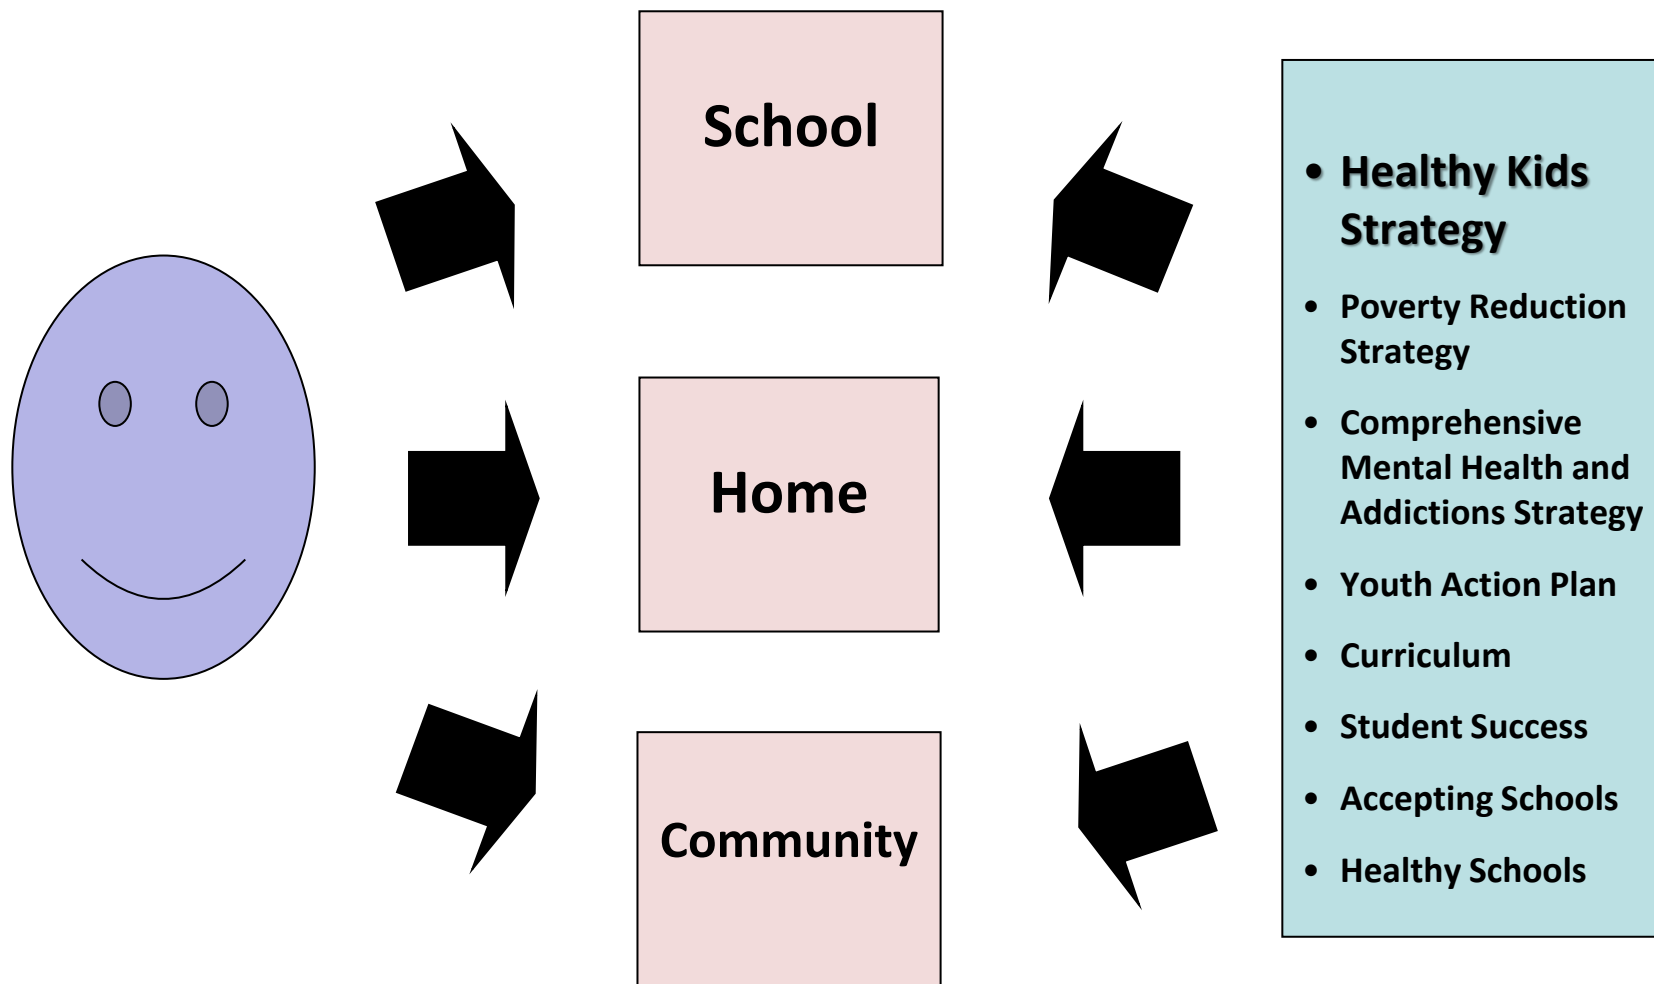 School
Home
Community
• Healthy Kids
Strategy
• Poverty Reduction
Strategy
• Comprehensive
Mental Health and
Addictions Strategy
• Youth Action Plan
• Curriculum
• Student Success
• Accepting Schools
• Healthy Schools